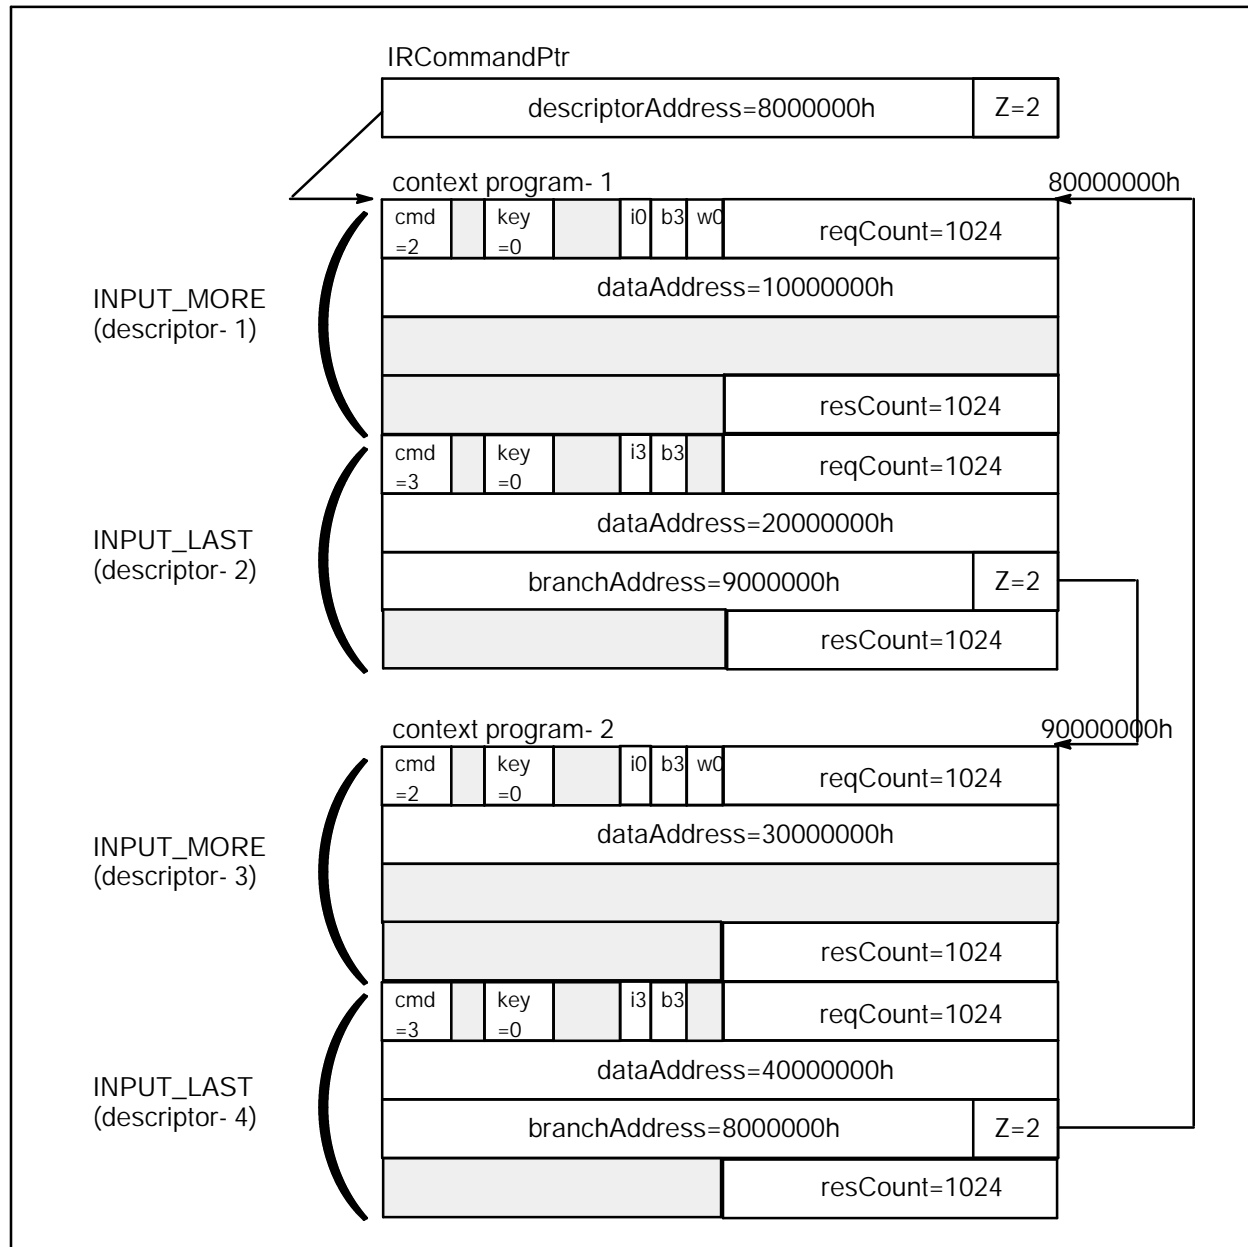 IRCommandPtr
descriptorAddress=8000000h Z=2
context program- 1 80000000h
cmd =2 key =0 i0 b3 w0 reqCount=1024
INPUT_MORE
(descriptor- 1)
dataAddress=10000000h
resCount=1024
cmd =3 key =0 i3 b3 reqCount=1024
INPUT_LAST
(descriptor- 2)
dataAddress=20000000h
branchAddress=9000000h Z=2
resCount=1024
context program- 2 90000000h
cmd =2 key =0 i0 b3 w0 reqCount=1024
INPUT_MORE
(descriptor- 3)
dataAddress=30000000h
resCount=1024
cmd =3 key =0 i3 b3 reqCount=1024
INPUT_LAST
(descriptor- 4)
dataAddress=40000000h
branchAddress=8000000h Z=2
resCount=1024